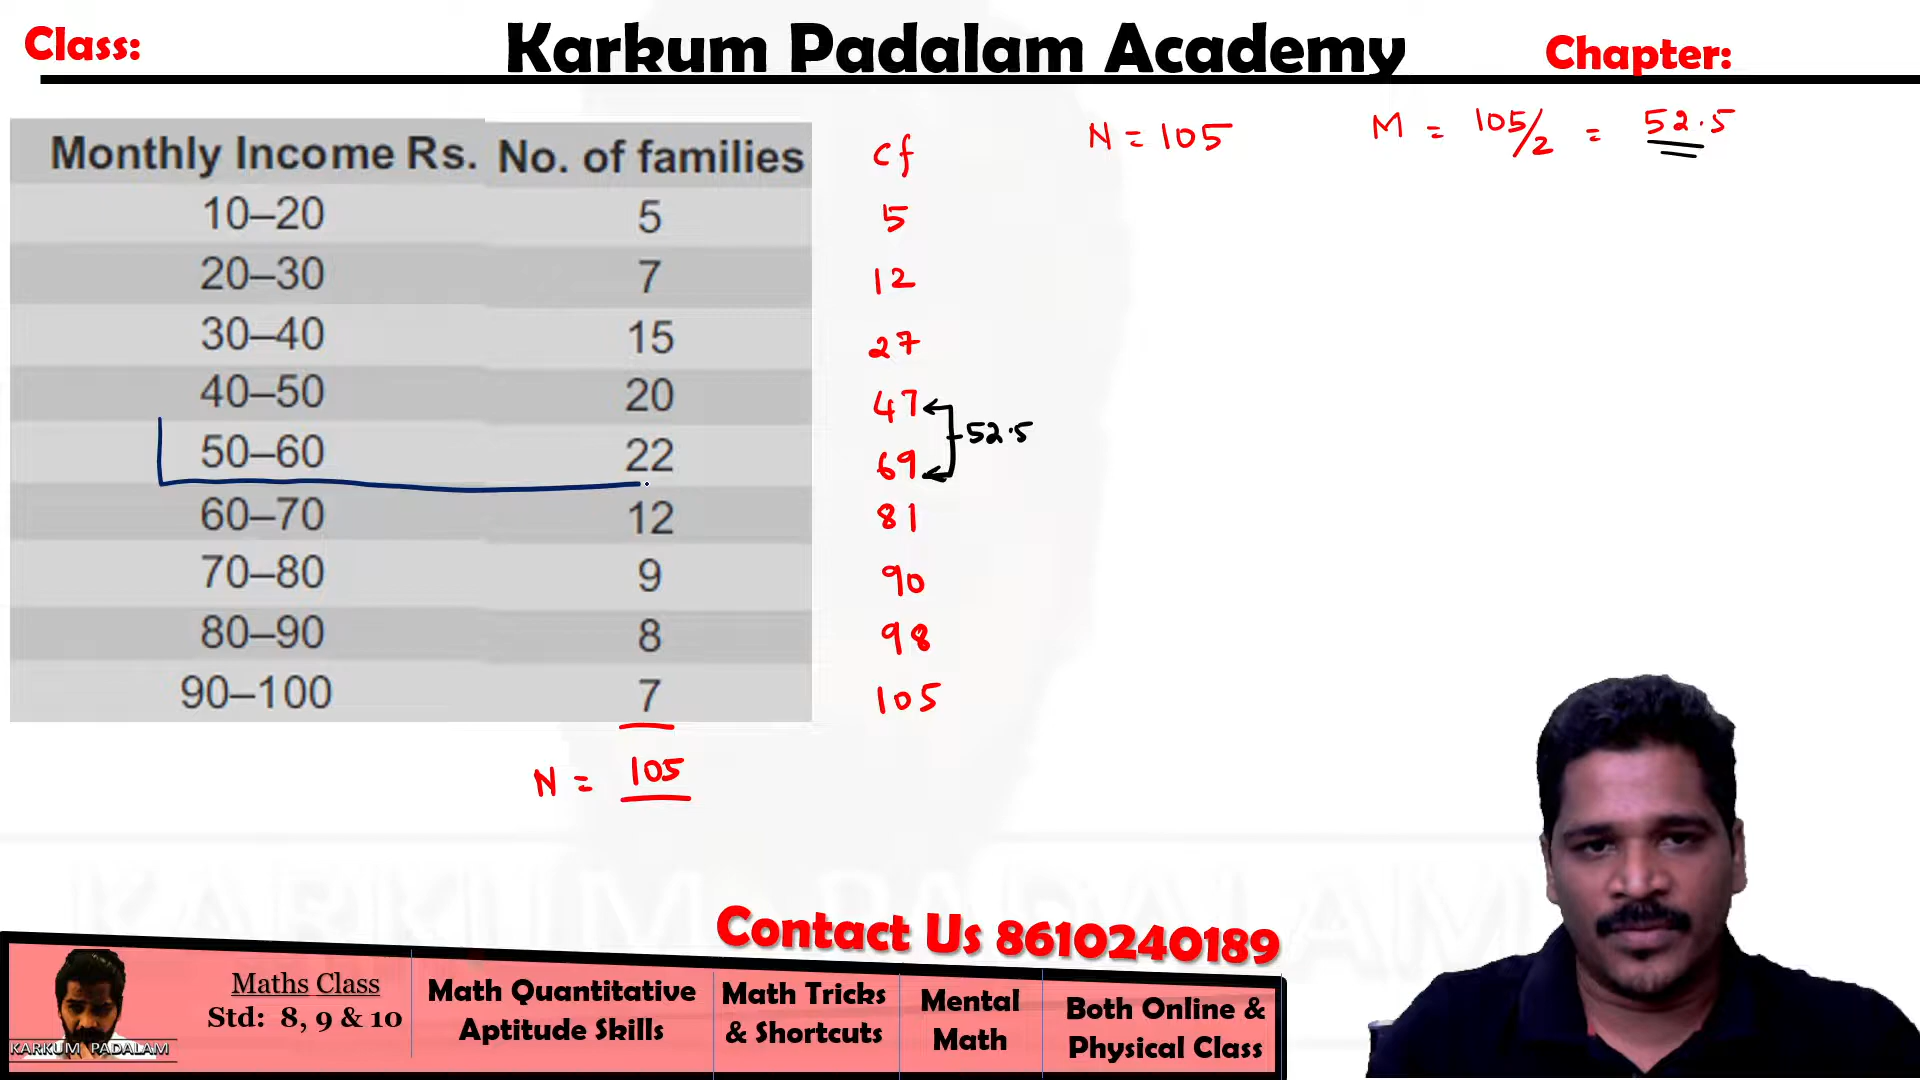 Class:
Karkum Padalam Academy
Chapter:
Monthly Income Rs. No. of families cf
10–20 5 5
20–30 7 12
30–40 15 27
40–50 20 47
50–60 22 69
60–70 12 81
70–80 9 90
80–90 8 98
90–100 7 105
52.5
N = 105
N = 105
M = 105/2 = 52.5
KARKUM PADALAM
Contact Us 8610240189
KARKUM PADALAM
Maths Class
Std: 8, 9 & 10
Math Quantitative
Aptitude Skills
Math Tricks
& Shortcuts
Mental
Math
Both Online &
Physical Class